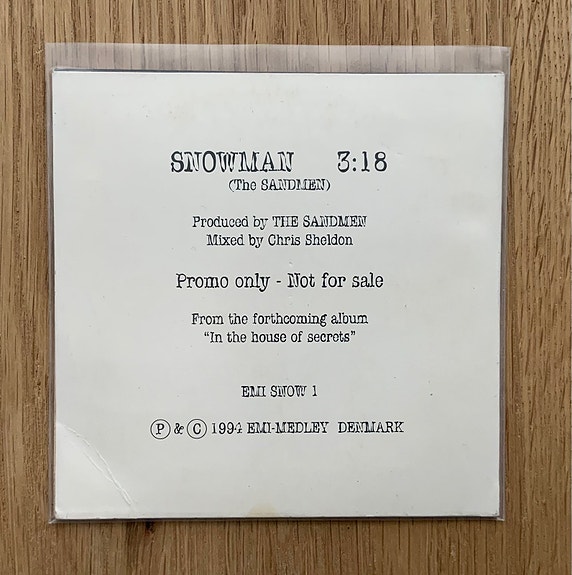 SNOWMAN 3:18
(The SANDMEN)
Produced by THE SANDMEN
Mixed by Chris Sheldon
Promo only - Not for sale
From the forthcoming album
"In the house of secrets"
EMI SNOW 1
Ⓟ & Ⓒ 1994 EMI-MEDLEY DENMARK